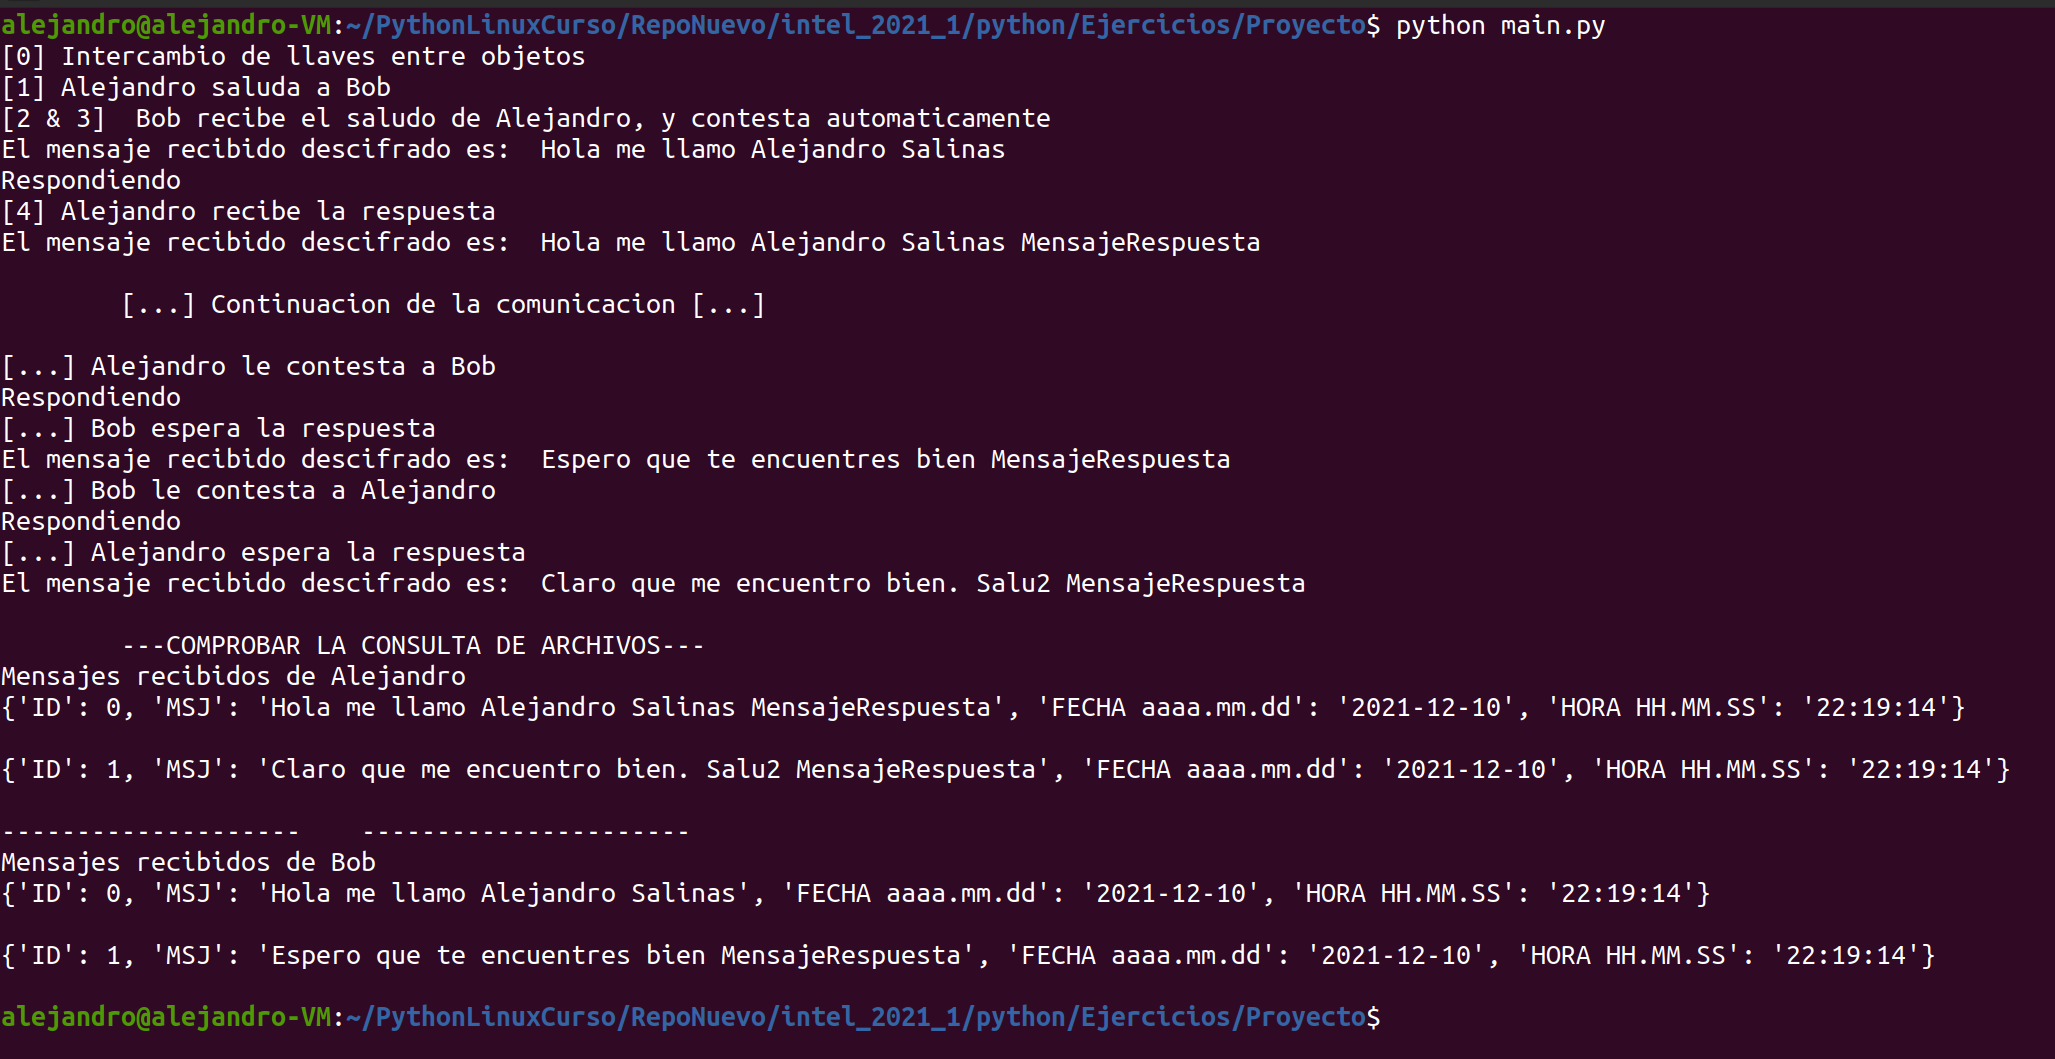 alejandro@alejandro-VM:~/PythonLinuxCurso/RepoNuevo/intel_2021_1/python/Ejercicios/Proyecto$ python main.py
[0] Intercambio de llaves entre objetos
[1] Alejandro saluda a Bob
[2 & 3]  Bob recibe el saludo de Alejandro, y contesta automaticamente
El mensaje recibido descifrado es:  Hola me llamo Alejandro Salinas
Respondiendo
[4] Alejandro recibe la respuesta
El mensaje recibido descifrado es:  Hola me llamo Alejandro Salinas MensajeRespuesta
[...] Continuacion de la comunicacion [...]
[...] Alejandro le contesta a Bob
Respondiendo
[...] Bob espera la respuesta
El mensaje recibido descifrado es:  Espero que te encuentres bien MensajeRespuesta
[...] Bob le contesta a Alejandro
Respondiendo
[...] Alejandro espera la respuesta
El mensaje recibido descifrado es:  Claro que me encuentro bien. Salu2 MensajeRespuesta
---COMPROBAR LA CONSULTA DE ARCHIVOS---
Mensajes recibidos de Alejandro
{'ID': 0, 'MSJ': 'Hola me llamo Alejandro Salinas MensajeRespuesta', 'FECHA aaaa.mm.dd': '2021-12-10', 'HORA HH.MM.SS': '22:19:14'}
{'ID': 1, 'MSJ': 'Claro que me encuentro bien. Salu2 MensajeRespuesta', 'FECHA aaaa.mm.dd': '2021-12-10', 'HORA HH.MM.SS': '22:19:14'}
--------------------    ----------------------
Mensajes recibidos de Bob
{'ID': 0, 'MSJ': 'Hola me llamo Alejandro Salinas', 'FECHA aaaa.mm.dd': '2021-12-10', 'HORA HH.MM.SS': '22:19:14'}
{'ID': 1, 'MSJ': 'Espero que te encuentres bien MensajeRespuesta', 'FECHA aaaa.mm.dd': '2021-12-10', 'HORA HH.MM.SS': '22:19:14'}
alejandro@alejandro-VM:~/PythonLinuxCurso/RepoNuevo/intel_2021_1/python/Ejercicios/Proyecto$